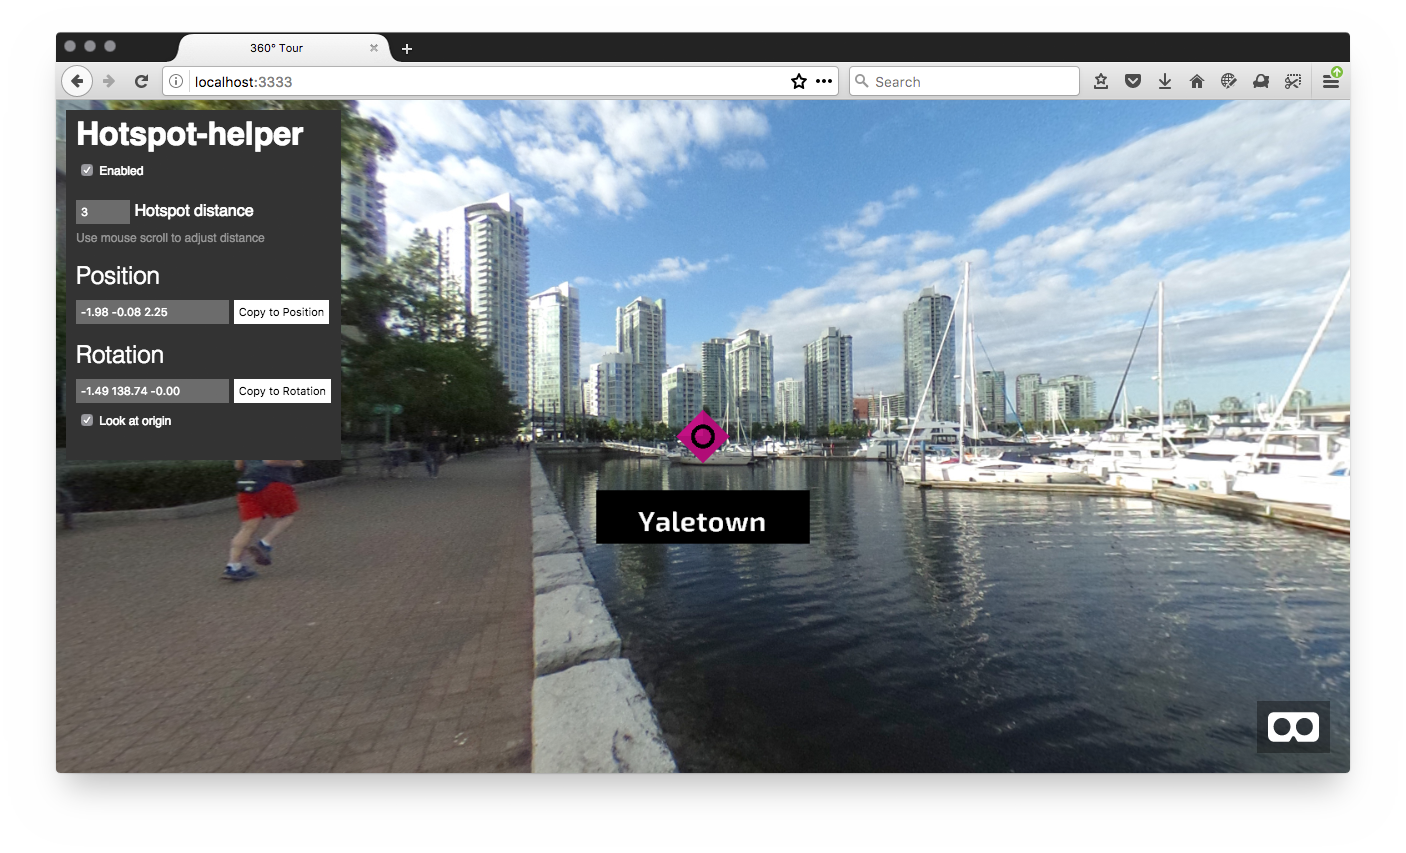 360° Tour
localhost:3333
Search
Hotspot-helper
Enabled
3 Hotspot distance
Use mouse scroll to adjust distance
Position
-1.98 -0.08 2.25 Copy to Position
Rotation
-1.49 138.74 -0.00 Copy to Rotation
Look at origin
Yaletown